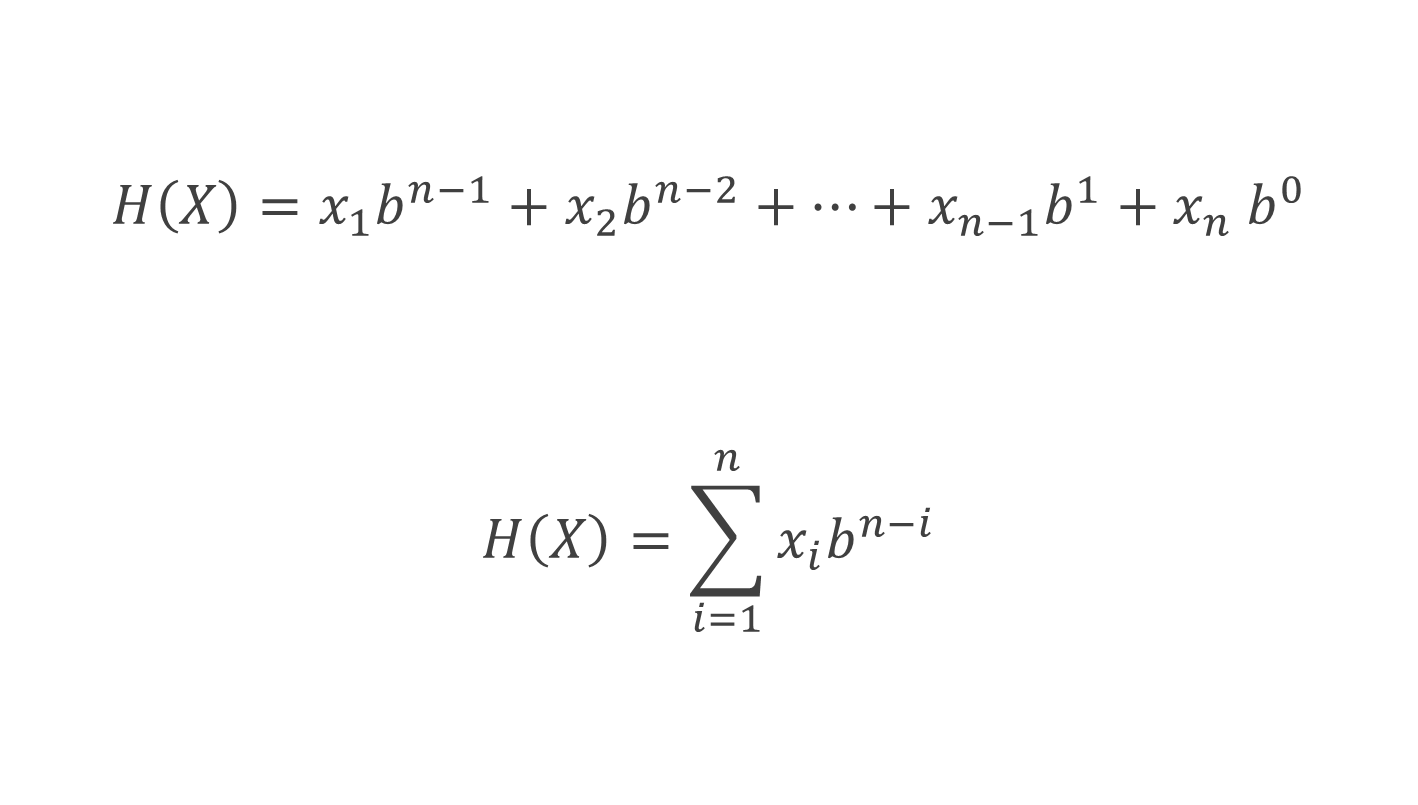 H(X) = x₁bⁿ⁻¹ + x₂bⁿ⁻² + ⋯ + xₙ₋₁b¹ + xₙ b⁰
H(X) = ∑ᵢ₌₁ⁿ xᵢbⁿ⁻ⁱ